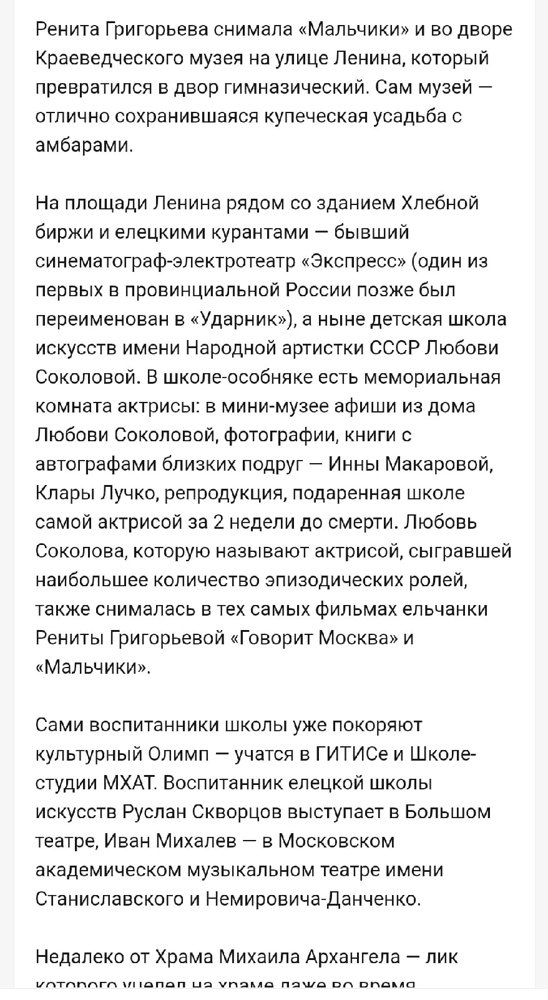 Ренита Григорьева снимала «Мальчики» и во дворе
Краеведческого музея на улице Ленина, который
превратился в двор гимназический. Сам музей —
отлично сохранившаяся купеческая усадьба с
амбарами.
На площади Ленина рядом со зданием Хлебной
биржи и елецкими курантами — бывший
синематограф-электротеатр «Экспресс» (один из
первых в провинциальной России позже был
переименован в «Ударник»), а ныне детская школа
искусств имени Народной артистки СССР Любови
Соколовой. В школе-особняке есть мемориальная
комната актрисы: в мини-музее афиши из дома
Любови Соколовой, фотографии, книги с
автографами близких подруг — Инны Макаровой,
Клары Лучко, репродукция, подаренная школе
самой актрисой за 2 недели до смерти. Любовь
Соколова, которую называют актрисой, сыгравшей
наибольшее количество эпизодических ролей,
также снималась в тех самых фильмах ельчанки
Рениты Григорьевой «Говорит Москва» и
«Мальчики».
Сами воспитанники школы уже покоряют
культурный Олимп — учатся в ГИТИСе и Школе-
студии МХАТ. Воспитанник елецкой школы
искусств Руслан Скворцов выступает в Большом
театре, Иван Михалев — в Московском
академическом музыкальном театре имени
Станиславского и Немировича-Данченко.
Недалеко от Храма Михаила Архангела — лик
которого уцелел на храме даже во время